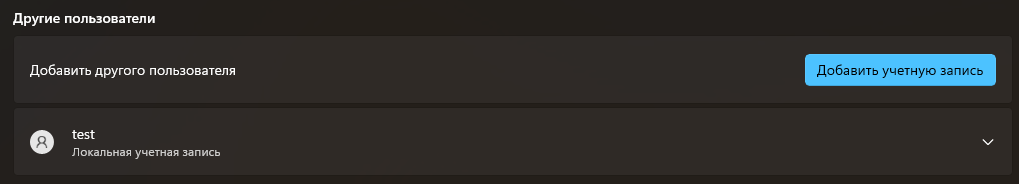 Другие пользователи
Добавить другого пользователя
Добавить учетную запись
test
Локальная учетная запись